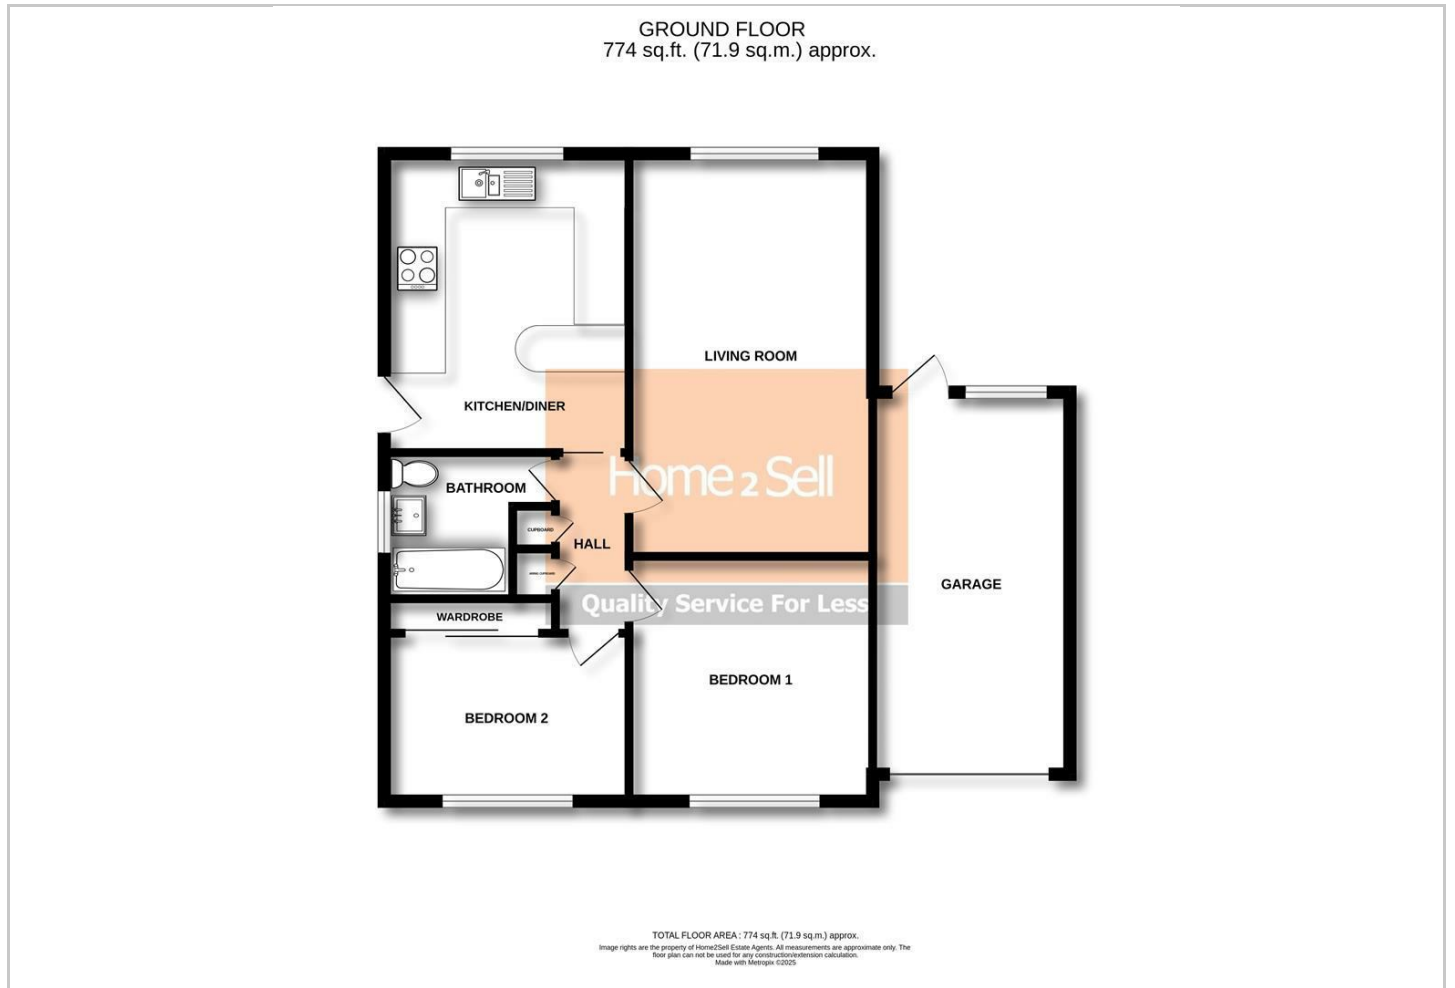 GROUND FLOOR
774 sq.ft. (71.9 sq.m.) approx.
LIVING ROOM
KITCHEN/DINER
Home 2 Sell
BATHROOM
CUPBOARD
HALL
GARAGE
Quality Service For Less
WARDROBE
BEDROOM 1
BEDROOM 2
TOTAL FLOOR AREA : 774 sq.ft. (71.9 sq.m.) approx.
Image rights are the property of Home2Sell Estate Agents. All measurements are approximate only. The
floor plan can not be used for any construction/extension calculation.
Made with Metropix ©2025